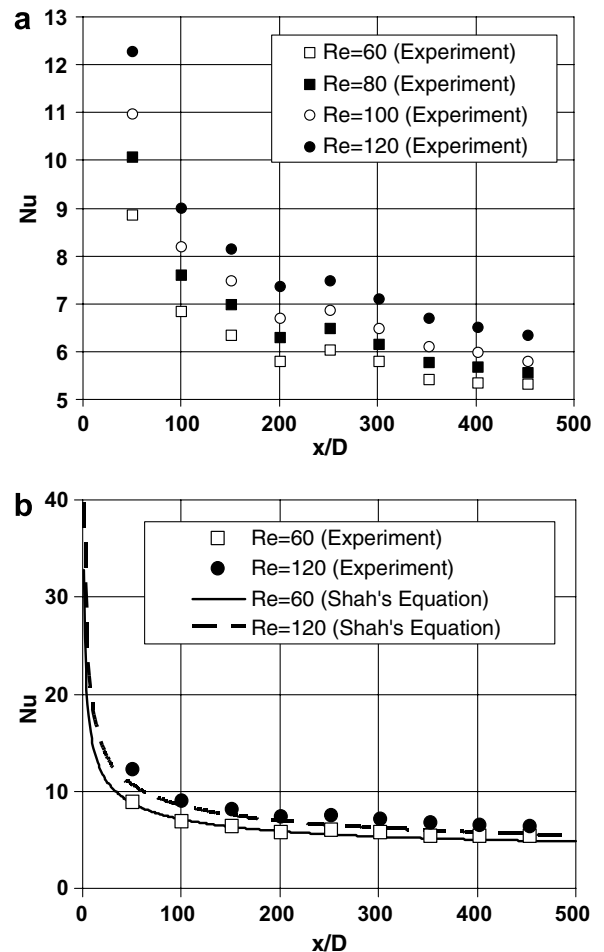 a
13
12
11
10
9
8
7
6
5
Nu
Re=60 (Experiment)
Re=80 (Experiment)
Re=100 (Experiment)
Re=120 (Experiment)
0 100 200 300 400 500
x/D
b
40
30
20
10
0
Nu
Re=60 (Experiment)
Re=120 (Experiment)
Re=60 (Shah's Equation)
Re=120 (Shah's Equation)
0 100 200 300 400 500
x/D